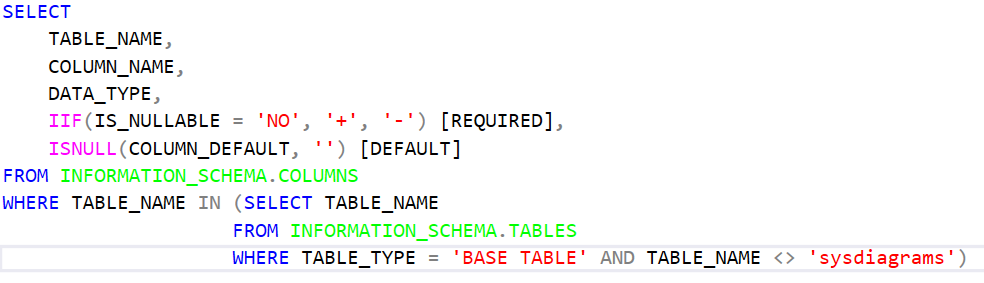 SELECT
    TABLE_NAME,
    COLUMN_NAME,
    DATA_TYPE,
    IIF(IS_NULLABLE = 'NO', '+', '-') [REQUIRED],
    ISNULL(COLUMN_DEFAULT, '') [DEFAULT]
FROM INFORMATION_SCHEMA.COLUMNS
WHERE TABLE_NAME IN (SELECT TABLE_NAME
                    FROM INFORMATION_SCHEMA.TABLES
                    WHERE TABLE_TYPE = 'BASE TABLE' AND TABLE_NAME <> 'sysdiagrams')